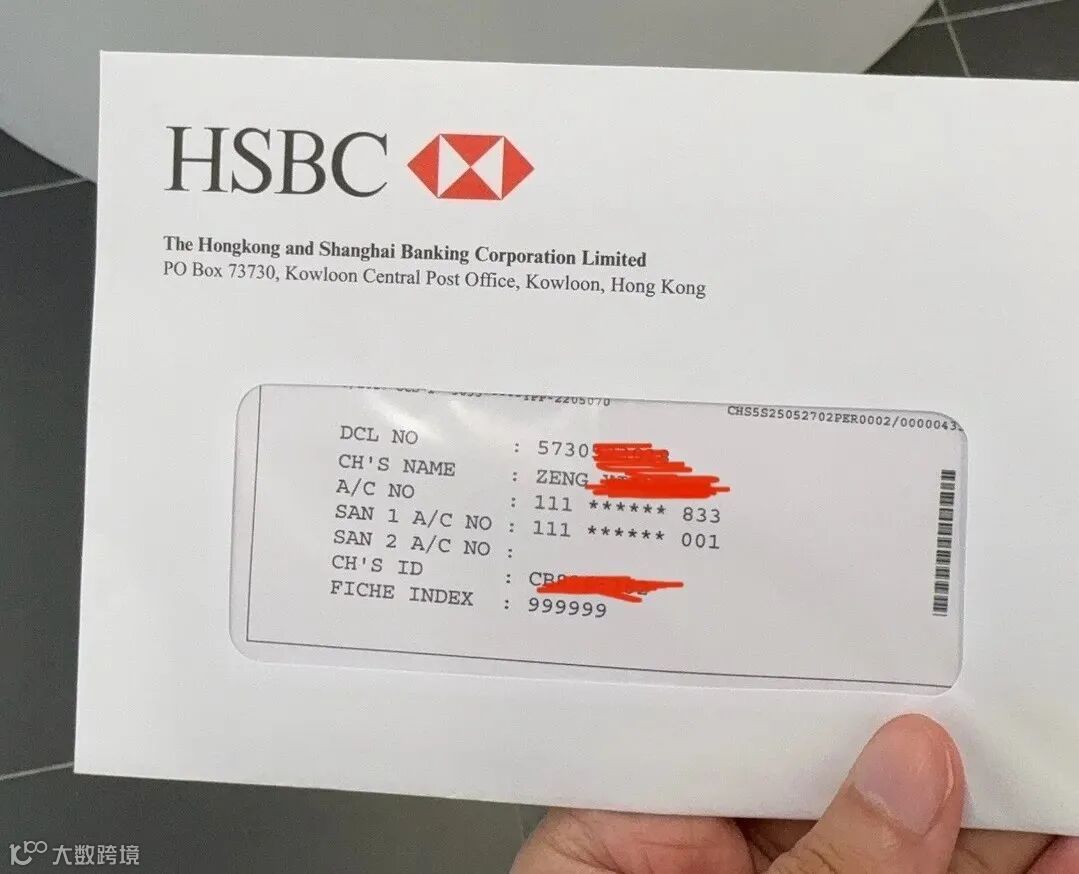 HSBC
The Hongkong and Shanghai Banking Corporation Limited
PO Box 73730, Kowloon Central Post Office, Kowloon, Hong Kong
CHS5S25052702PER0002/0000043
DCL NO : 5730
CH'S NAME : ZENG
A/C NO : 111 ****** 833
SAN 1 A/C NO : 111 ****** 001
SAN 2 A/C NO :
CH'S ID :
FICHE INDEX : 999999
大数跨境